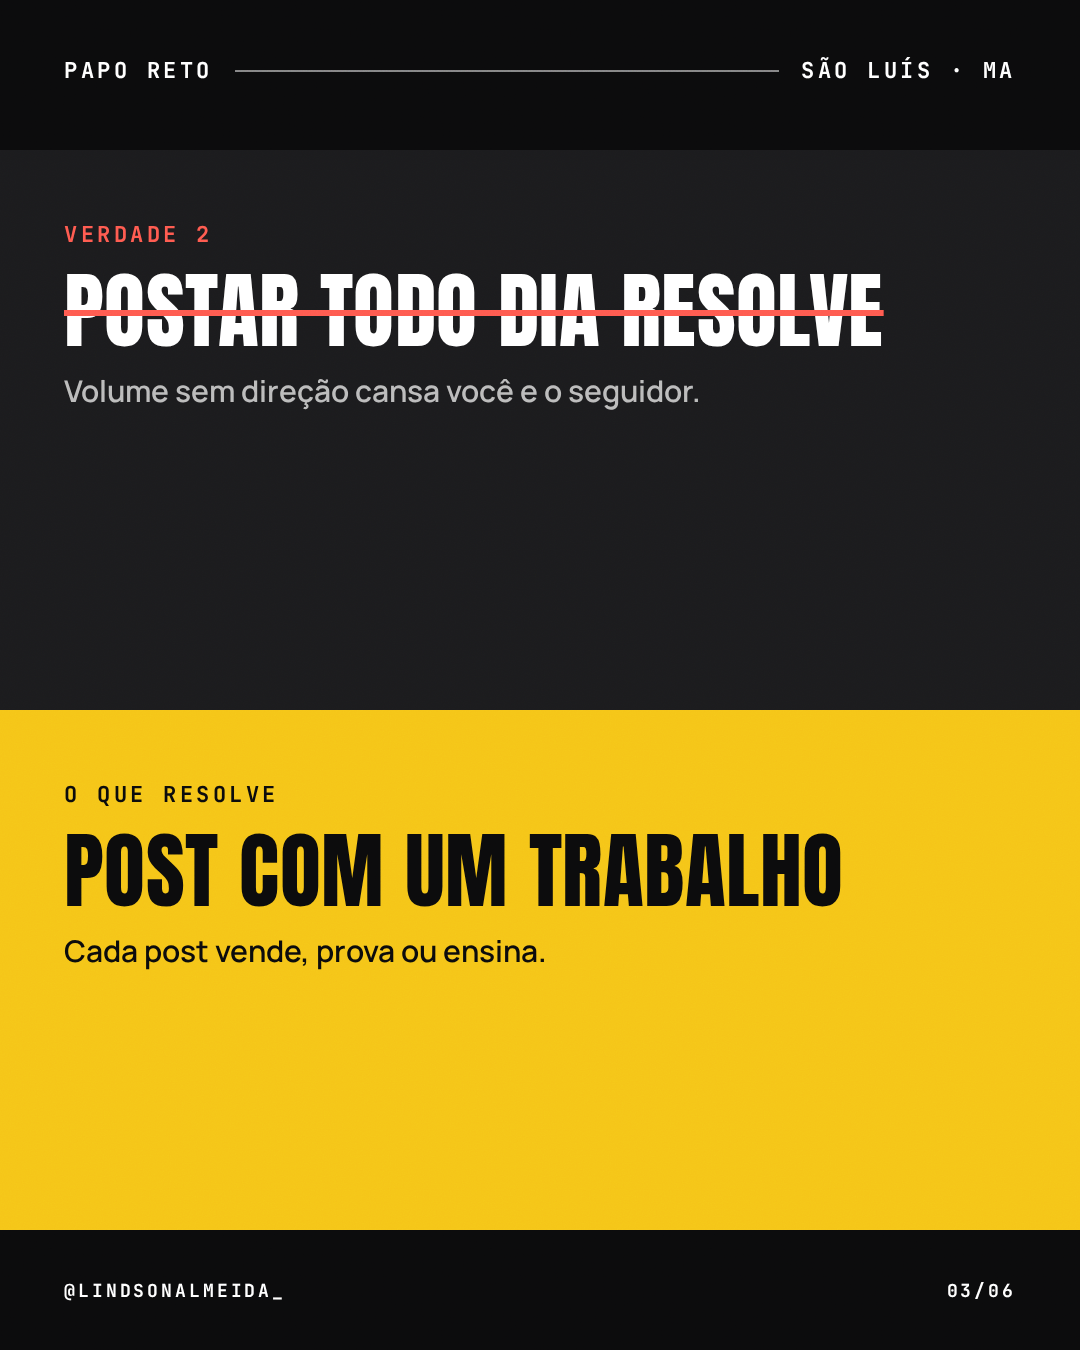 PAPO RETO
SÃO LUÍS · MA
VERDADE 2
POSTAR TODO DIA RESOLVE
Volume sem direção cansa você e o seguidor.
O QUE RESOLVE
POST COM UM TRABALHO
Cada post vende, prova ou ensina.
@LINDSONALMEIDA_
03/06